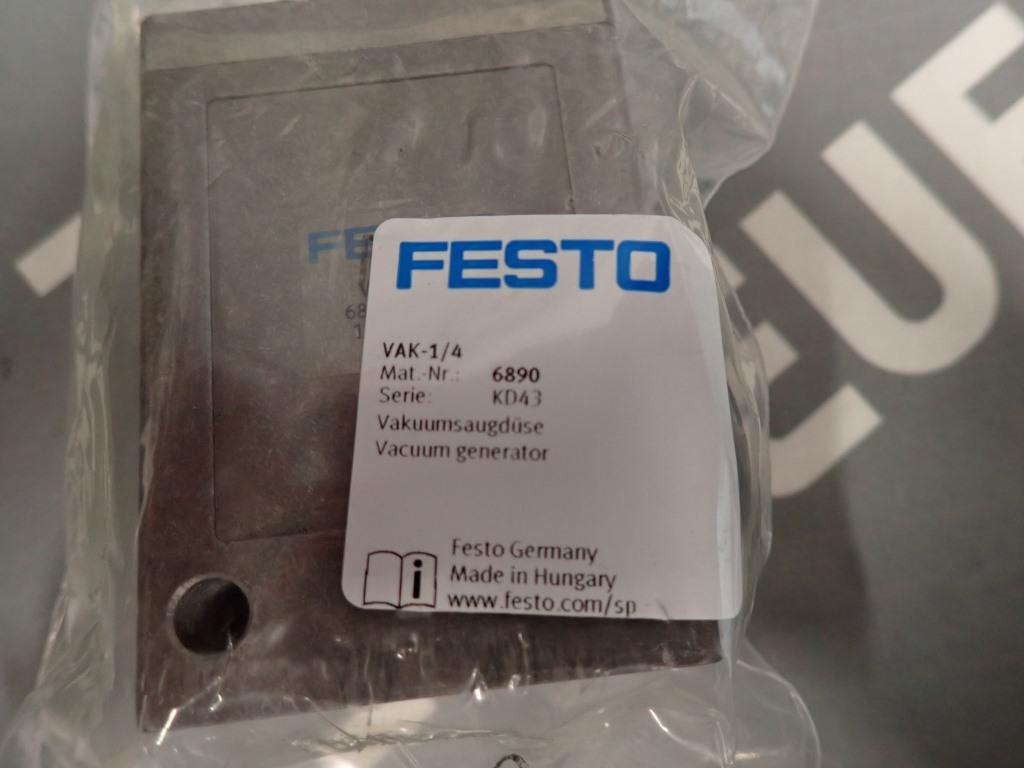 FESTO
VAK-1/4
Mat.-Nr.: 6890
Serie: KD43
Vakuumsaugdüse
Vacuum generator
i
Festo Germany
Made in Hungary
www.festo.com/sp